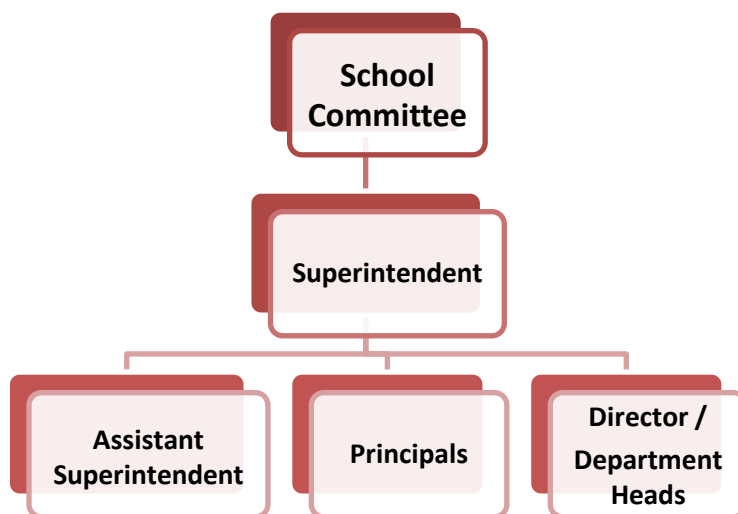 School
Committee
Superintendent
Assistant
Superintendent
Principals
Director /
Department
Heads